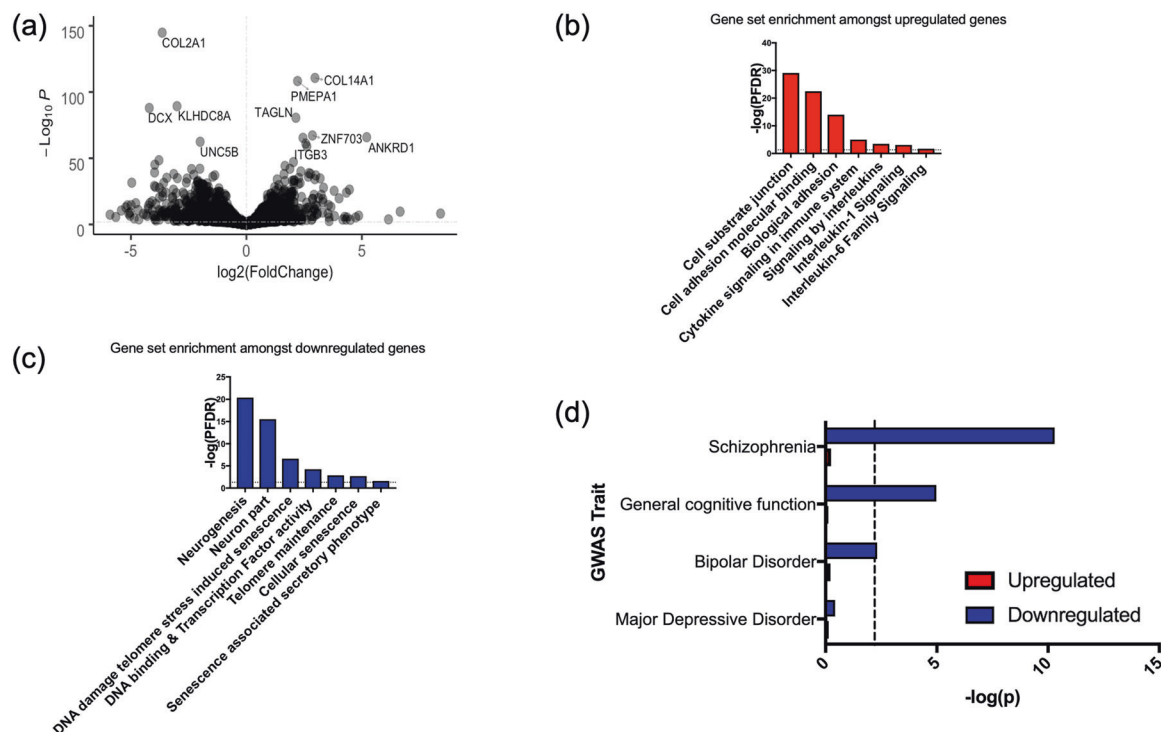 (a)
150
100
50
0
– Log10 P
COL2A1
COL14A1
PMEPA1
DCX
KLHDC8A
TAGLN
ZNF703
UNC5B
ITGB3
ANKRD1
-5
0
5
log2(FoldChange)
(b)
Gene set enrichment amongst upregulated genes
40
30
20
10
0
-log(PFDR)
Cell substrate junction
Cell adhesion molecular binding
Biological adhesion
Cytokine signaling in immune system
Signaling by interleukins
Interleukin-1 Signaling
Interleukin-6 Family Signaling
(c)
Gene set enrichment amongst downregulated genes
25
20
15
10
5
0
-log(PFDR)
Neurogenesis
Neuron part
DNA damage telomere stress induced senescence
DNA binding & Transcription Factor activity
Telomere maintenance
Cellular senescence
Senescence associated secretory phenotype
(d)
GWAS Trait
Schizophrenia
General cognitive function
Bipolar Disorder
Major Depressive Disorder
Upregulated
Downregulated
0
5
10
15
-log(p)